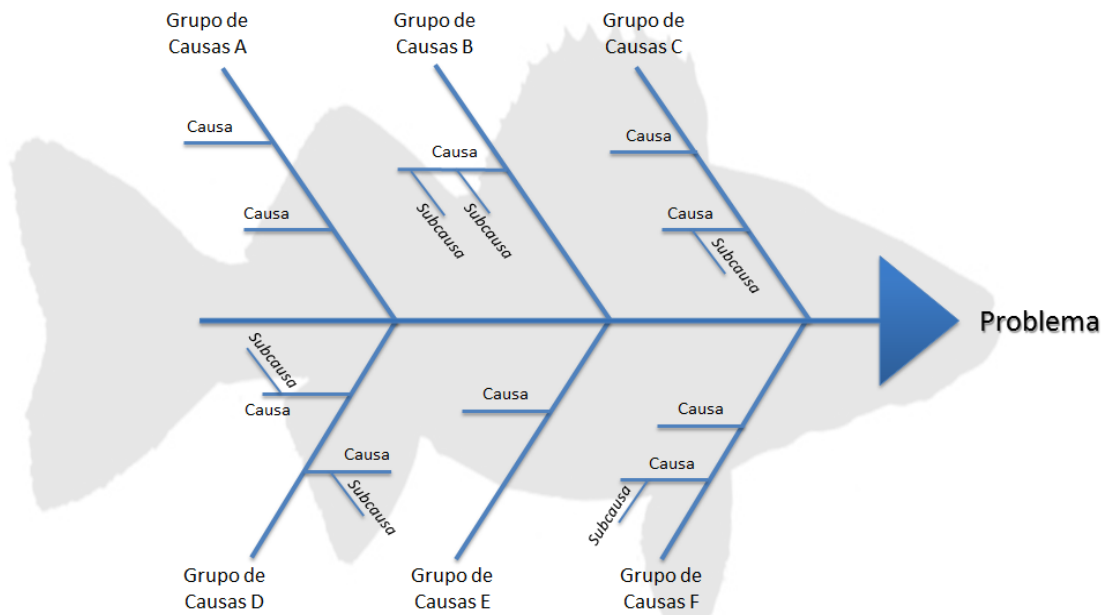 Grupo de
Causas A
Grupo de
Causas B
Grupo de
Causas C
Causa
Causa
Causa
Subcausa
Subcausa
Causa
Causa
Subcausa
Problema
Subcausa
Causa
Causa
Subcausa
Causa
Causa
Causa
Subcausa
Grupo de
Causas D
Grupo de
Causas E
Grupo de
Causas F